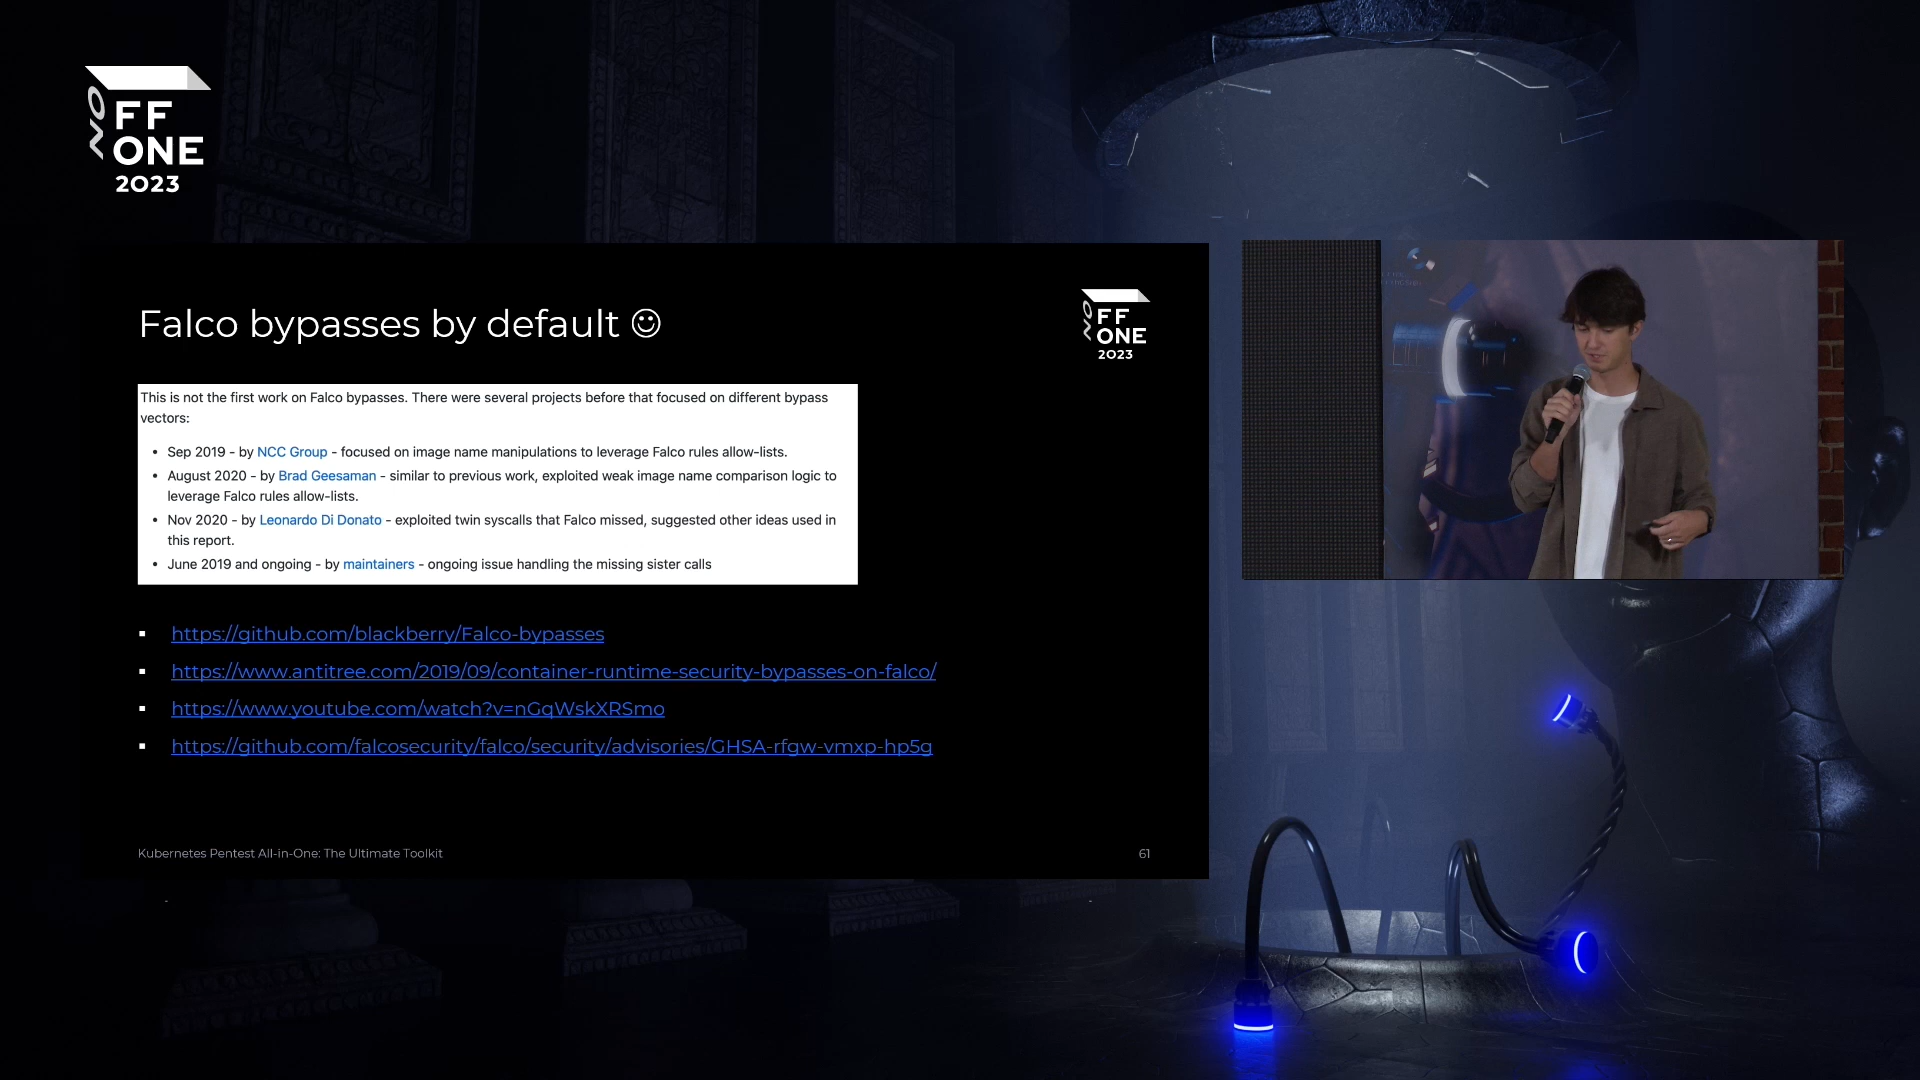 NO
FF
ONE
2023
Falco bypasses by default ☺
NO
FF
ONE
2023
This is not the first work on Falco bypasses. There were several projects before that focused on different bypass
vectors:
• Sep 2019 - by NCC Group - focused on image name manipulations to leverage Falco rules allow-lists.
• August 2020 - by Brad Geesaman - similar to previous work, exploited weak image name comparison logic to
leverage Falco rules allow-lists.
• Nov 2020 - by Leonardo Di Donato - exploited twin syscalls that Falco missed, suggested other ideas used in
this report.
• June 2019 and ongoing - by maintainers - ongoing issue handling the missing sister calls
▪ https://github.com/blackberry/Falco-bypasses
▪ https://www.antitree.com/2019/09/container-runtime-security-bypasses-on-falco/
▪ https://www.youtube.com/watch?v=nGqWskXRSmo
▪ https://github.com/falcosecurity/falco/security/advisories/GHSA-rfgw-vmxp-hp5g
Kubernetes Pentest All-in-One: The Ultimate Toolkit
61